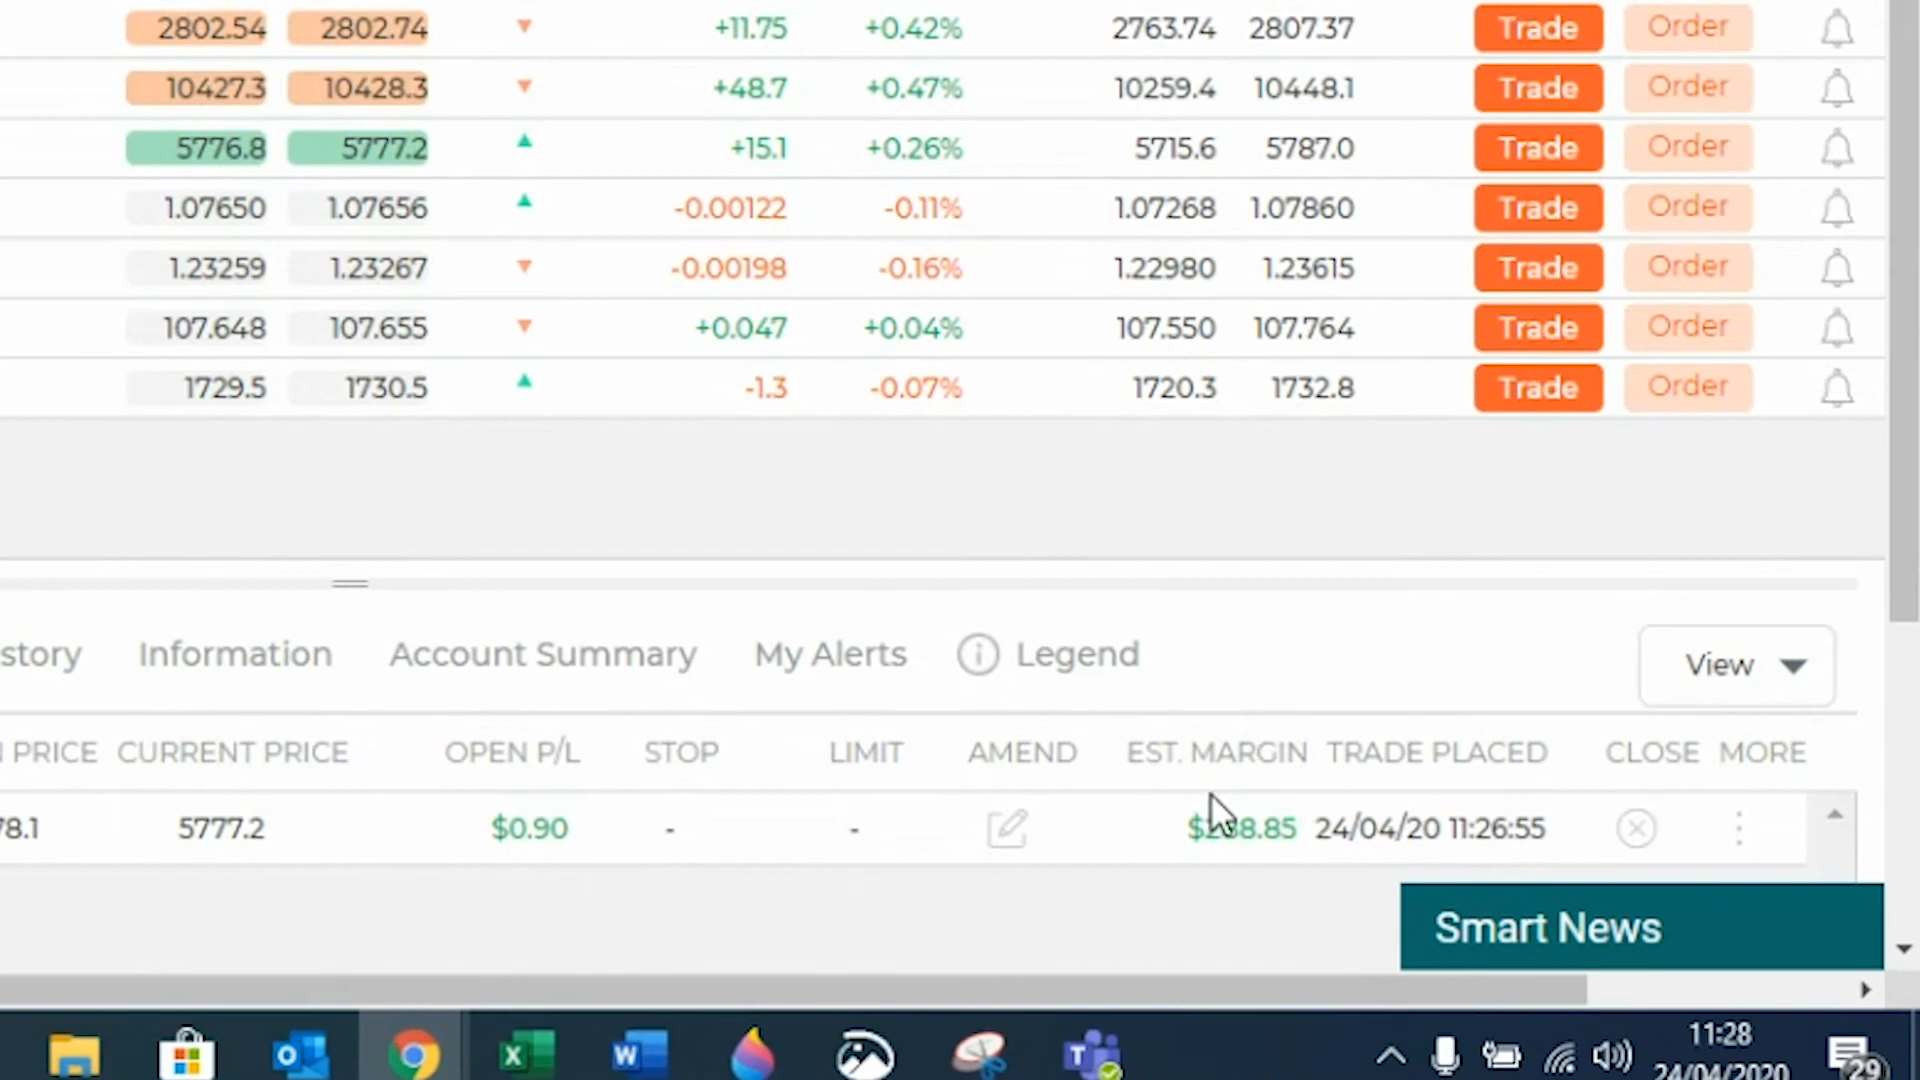 2802.54 2802.74 +11.75 +0.42% 2763.74 2807.37 Trade Order
10427.3 10428.3 +48.7 +0.47% 10259.4 10448.1 Trade Order
5776.8 5777.2 +15.1 +0.26% 5715.6 5787.0 Trade Order
1.07650 1.07656 -0.00122 -0.11% 1.07268 1.07860 Trade Order
1.23259 1.23267 -0.00198 -0.16% 1.22980 1.23615 Trade Order
107.648 107.655 +0.047 +0.04% 107.550 107.764 Trade Order
1729.5 1730.5 -1.3 -0.07% 1720.3 1732.8 Trade Order
story Information Account Summary My Alerts Legend View
PRICE CURRENT PRICE OPEN P/L STOP LIMIT AMEND EST. MARGIN TRADE PLACED CLOSE MORE
78.1 5777.2 $0.90 - - 24/04/20 11:26:55
Smart News
11:28
24/04/2020
29